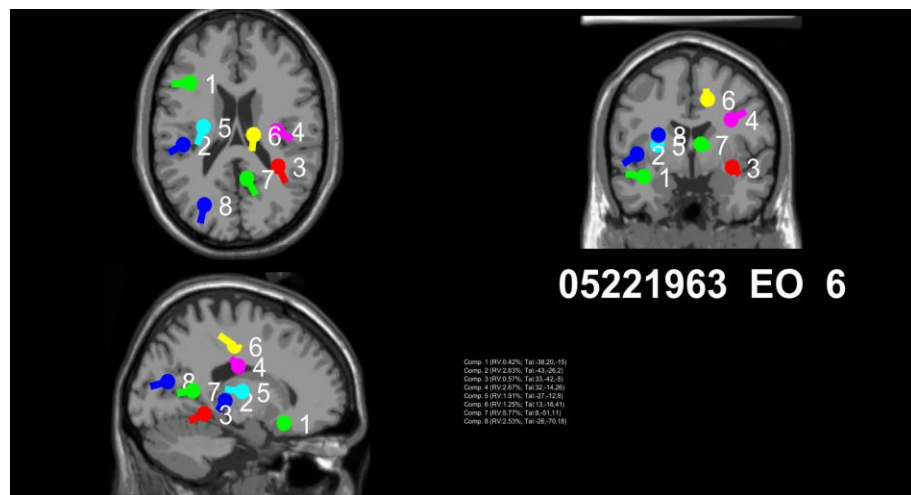 1
5
2
6
4
3
7
8
6
4
8
5
7
2
1
3
05221963 EO 6
6
4
8
7
5
2
3
1
Comp. 1 (RV:0.42%; Tal:-38,20,-15)
Comp. 2 (RV:2.63%; Tal:-43,-26,2)
Comp. 3 (RV:0.57%; Tal:33,-42,-5)
Comp. 4 (RV:2.67%; Tal:32,-14,26)
Comp. 5 (RV:1.91%; Tal:-27,-12,8)
Comp. 6 (RV:1.25%; Tal:13,-16,41)
Comp. 7 (RV:5.77%; Tal:8,-51,11)
Comp. 8 (RV:2.53%; Tal:-26,-70,18)